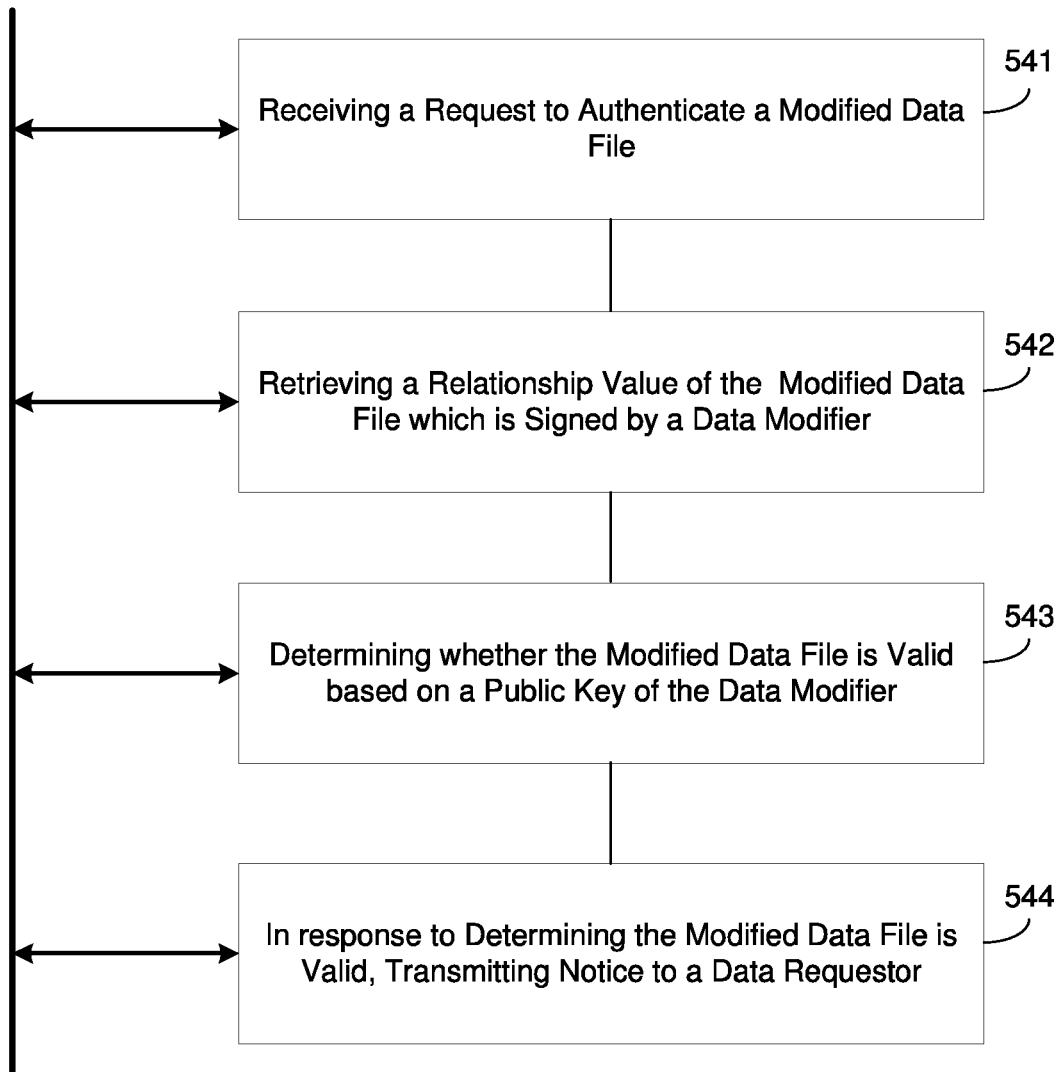 541
Receiving a Request to Authenticate a Modified Data
File
542
Retrieving a Relationship Value of the Modified Data
File which is Signed by a Data Modifier
543
Determining whether the Modified Data File is Valid
based on a Public Key of the Data Modifier
544
In response to Determining the Modified Data File is
Valid, Transmitting Notice to a Data Requestor